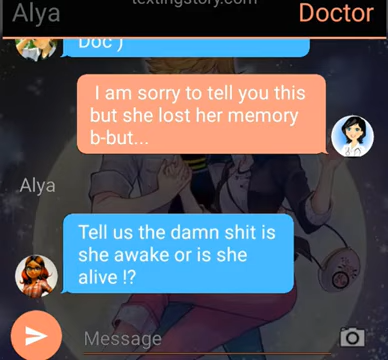 Alya
textingstory.com
Doctor
Doc )
I am sorry to tell you this
but she lost her memory
b-but...
Alya
Tell us the damn shit is
she awake or is she
alive !?
Message